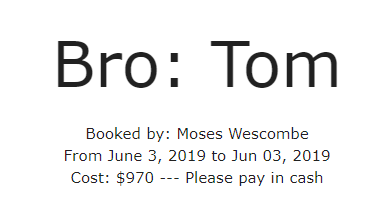 Bro: Tom
Booked by: Moses Wescombe
From June 3, 2019 to Jun 03, 2019
Cost: $970 --- Please pay in cash